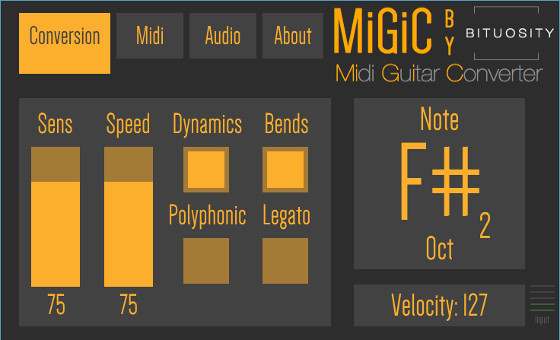 Conversion
Midi
Audio
About
MiGiC BY
BITUOSITY
Midi Guitar Converter
Sens
Speed
Dynamics
Bends
Polyphonic
Legato
75
75
Note
F#2
Oct
Velocity: 127
input